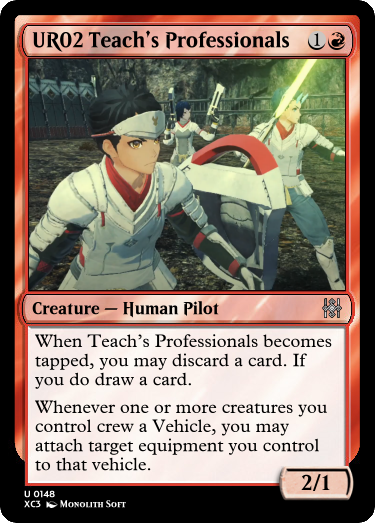 UR02 Teach's Professionals 1
Creature — Human Pilot
When Teach's Professionals becomes
tapped, you may discard a card. If
you do draw a card.
Whenever one or more creatures you
control crew a Vehicle, you may
attach target equipment you control
to that vehicle.
2/1
U 0148
XC3 Monolith Soft